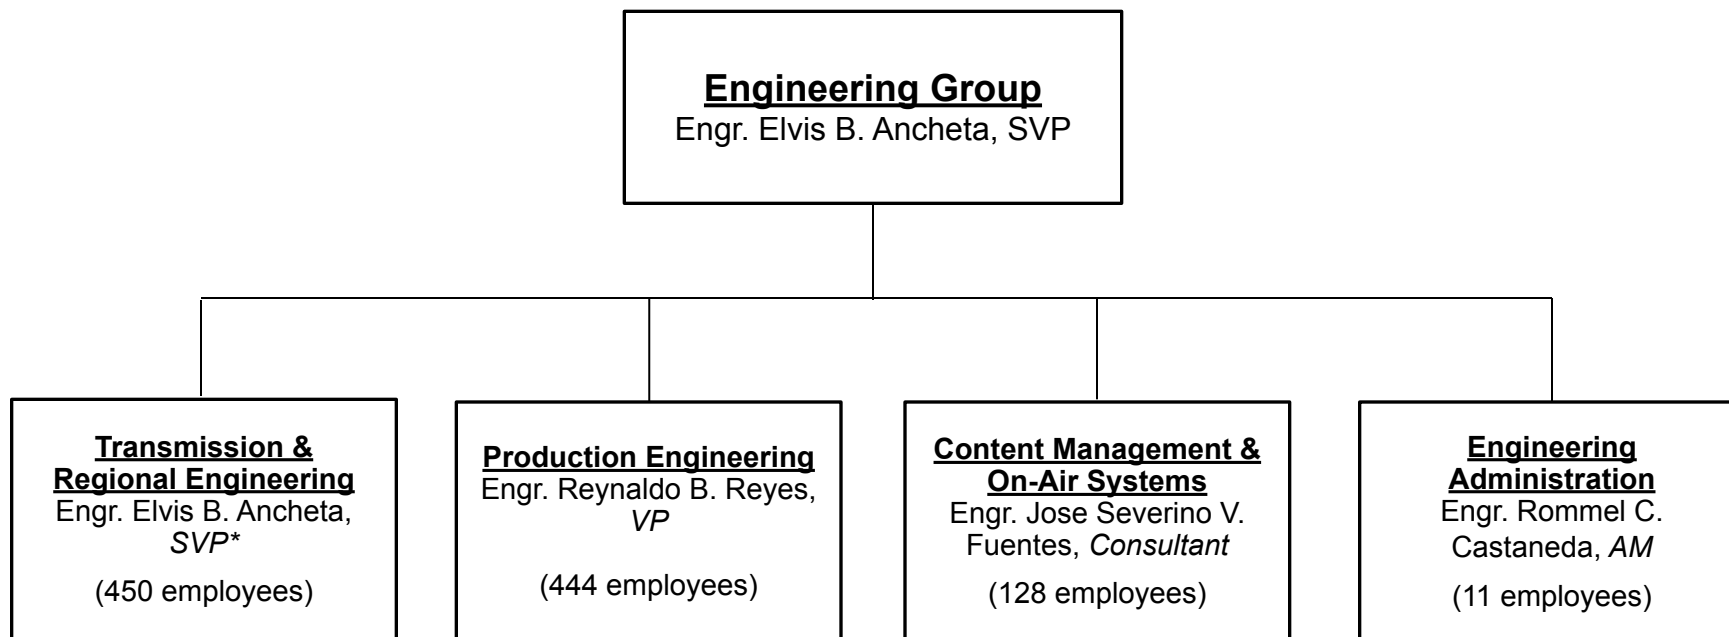 Engineering Group
Engr. Elvis B. Ancheta, SVP
Transmission &
Regional Engineering
Engr. Elvis B. Ancheta,
SVP*
(450 employees)
Production Engineering
Engr. Reynaldo B. Reyes,
VP
(444 employees)
Content Management &
On-Air Systems
Engr. Jose Severino V.
Fuentes, Consultant
(128 employees)
Engineering
Administration
Engr. Rommel C.
Castaneda, AM
(11 employees)